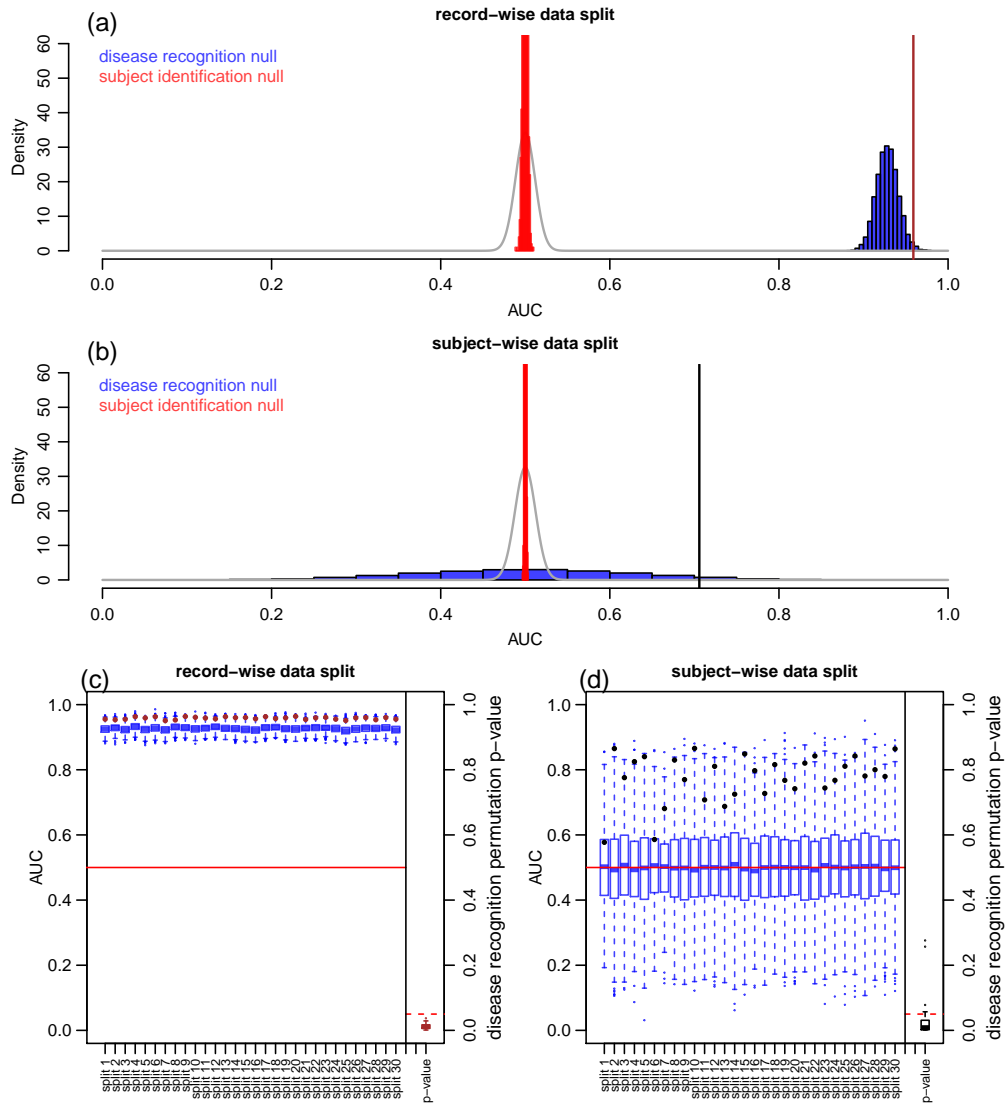 (a)
record−wise data split
disease recognition null
subject identification null
Density
0 10 20 30 40 50 60
0.0 0.2 0.4 0.6 0.8 1.0
AUC
(b)
subject−wise data split
disease recognition null
subject identification null
Density
0 10 20 30 40 50 60
0.0 0.2 0.4 0.6 0.8 1.0
AUC
(c)
record−wise data split
AUC
0.0 0.2 0.4 0.6 0.8 1.0
split 1
split 2
split 3
split 4
split 5
split 6
split 7
split 8
split 9
split 10
split 11
split 12
split 13
split 14
split 15
split 16
split 17
split 18
split 19
split 20
split 21
split 22
split 23
split 24
split 25
split 26
split 27
split 28
split 29
split 30
p−value
0.0 0.2 0.4 0.6 0.8 1.0
disease recognition permutation p−value
(d)
subject−wise data split
AUC
0.0 0.2 0.4 0.6 0.8 1.0
split 1
split 2
split 3
split 4
split 5
split 6
split 7
split 8
split 9
split 10
split 11
split 12
split 13
split 14
split 15
split 16
split 17
split 18
split 19
split 20
split 21
split 22
split 23
split 24
split 25
split 26
split 27
split 28
split 29
split 30
p−value
0.0 0.2 0.4 0.6 0.8 1.0
disease recognition permutation p−value